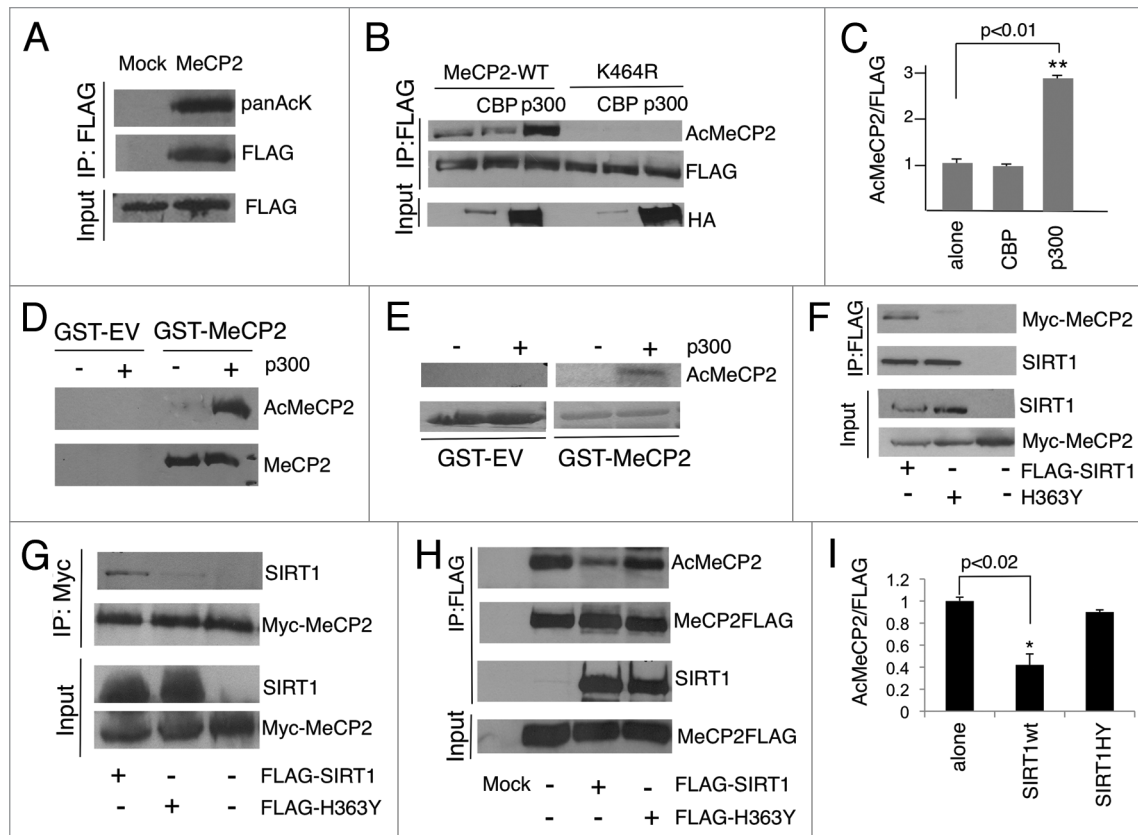 A
Mock MeCP2
IP: FLAG
panAcK
FLAG
Input
FLAG
B
MeCP2-WT K464R
CBP p300 CBP p300
IP:FLAG
AcMeCP2
FLAG
Input
HA
C
p<0.01
**
AcMeCP2/FLAG
3
2
1
alone
CBP
p300
D
GST-EV GST-MeCP2
- + - + p300
AcMeCP2
MeCP2
E
- + - + p300
AcMeCP2
GST-EV GST-MeCP2
F
IP:FLAG
Myc-MeCP2
SIRT1
Input
SIRT1
Myc-MeCP2
+ - - FLAG-SIRT1
- + - H363Y
G
IP: Myc
SIRT1
Myc-MeCP2
Input
SIRT1
Myc-MeCP2
+ - - FLAG-SIRT1
- + - FLAG-H363Y
H
IP:FLAG
AcMeCP2
MeCP2FLAG
SIRT1
Input
MeCP2FLAG
Mock - + - FLAG-SIRT1
- - + FLAG-H363Y
I
p<0.02
*
AcMeCP2/FLAG
1.2
1
0.8
0.6
0.4
0.2
0
alone
SIRT1wt
SIRT1HY